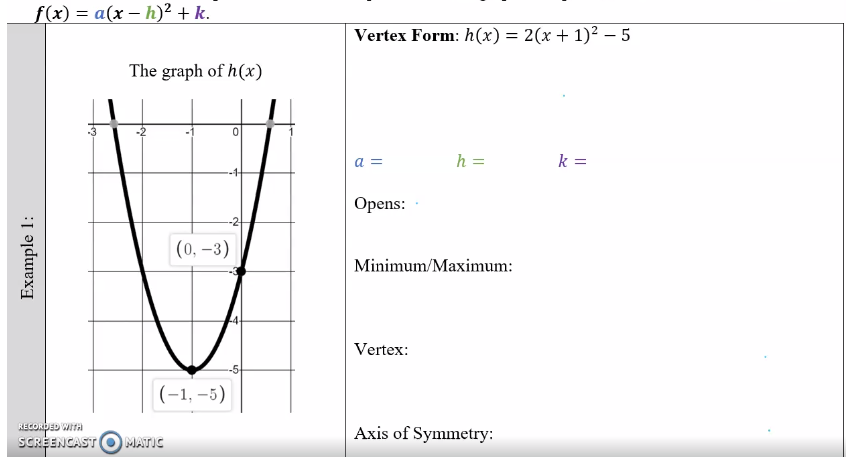 f(x) = a(x − h)² + k.
Vertex Form: h(x) = 2(x + 1)² − 5
The graph of h(x)
-3 -2 -1 0 1
-1
-2
(0, −3)
-3
-4
-5
(−1, −5)
a = h = k =
Opens:
Minimum/Maximum:
Vertex:
Axis of Symmetry:
Example 1:
RECORDED WITH
SCREENCAST MATIC